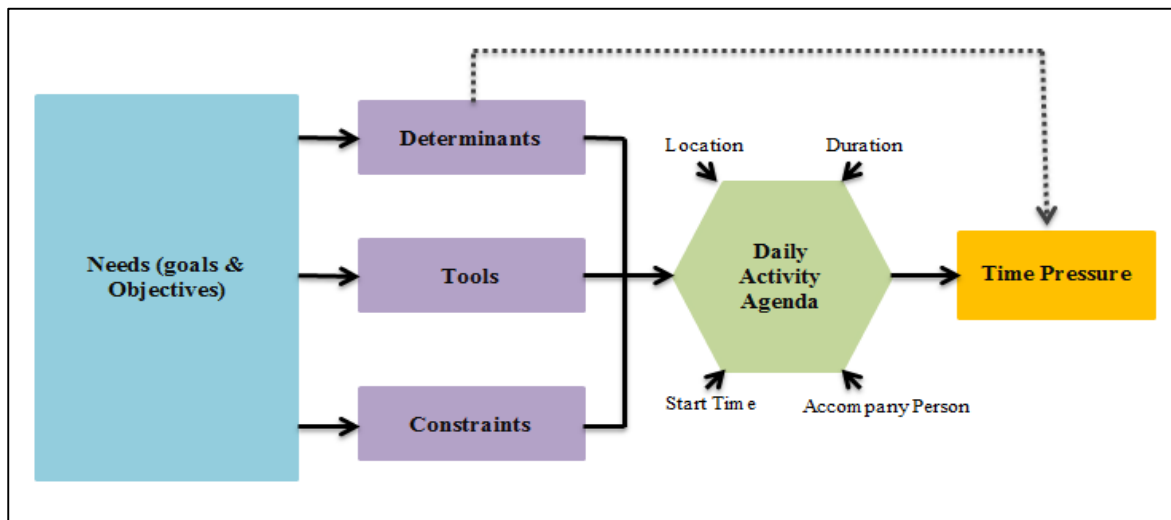 Needs (goals &
Objectives)
Determinants
Tools
Constraints
Location
Duration
Daily
Activity
Agenda
Start Time
Accompany Person
Time Pressure